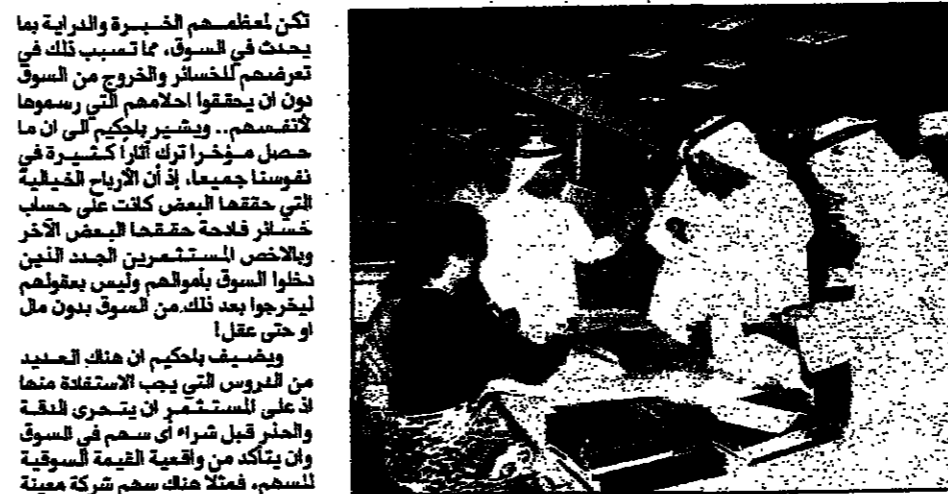 تكن لمعظمهم الخبرة والدراية بما
يحدث في السوق، مما تسبب ذلك في
تعرضهم للخسائر والخروج من السوق
دون ان يحققوا احلامهم التي رسموها
لأنفسهم.. ويشير بلحكيم الى ان ما
حصل مؤخرا ترك آثارا كثيرة في
نفوسنا جميعا، إذ أن الأرباح الخيالية
التي حققها البعض كانت على حساب
خسائر فادحة حققها البعض الآخر
وبالاخص المستثمرين الجدد الذين
دخلوا السوق بأموالهم وليس بعقولهم
ليخرجوا بعد ذلك من السوق بدون مال
او حتى عقل!
ويضيف بلحكيم ان هناك العديد
من الدروس التي يجب الاستفادة منها
اذ على المستثمر ان يتحرى الدقة
والحذر قبل شراء أي سهم في السوق
وان يتأكد من واقعية القيمة السوقية
للسهم، فمثلا هناك سهم شركة معينة